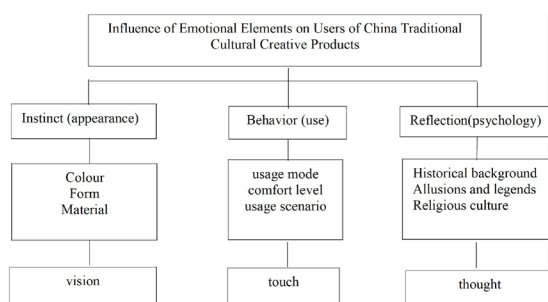 Influence of Emotional Elements on Users of China Traditional
Cultural Creative Products
Instinct (appearance)
Behavior (use)
Reflection(psychology)
Colour
Form
Material
usage mode
comfort level
usage scenario
Historical background
Allusions and legends
Religious culture
vision
touch
thought